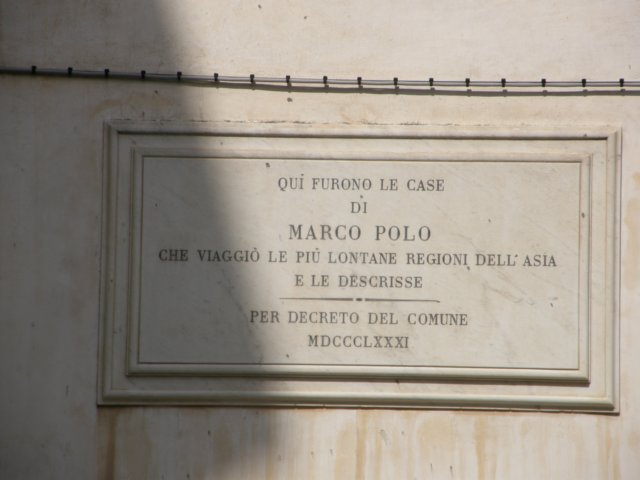 QUI FURONO LE CASE
DI
MARCO POLO
CHE VIAGGIÒ LE PIÙ LONTANE REGIONI DELL'ASIA
E LE DESCRISSE
PER DECRETO DEL COMUNE
MDCCCLXXXI